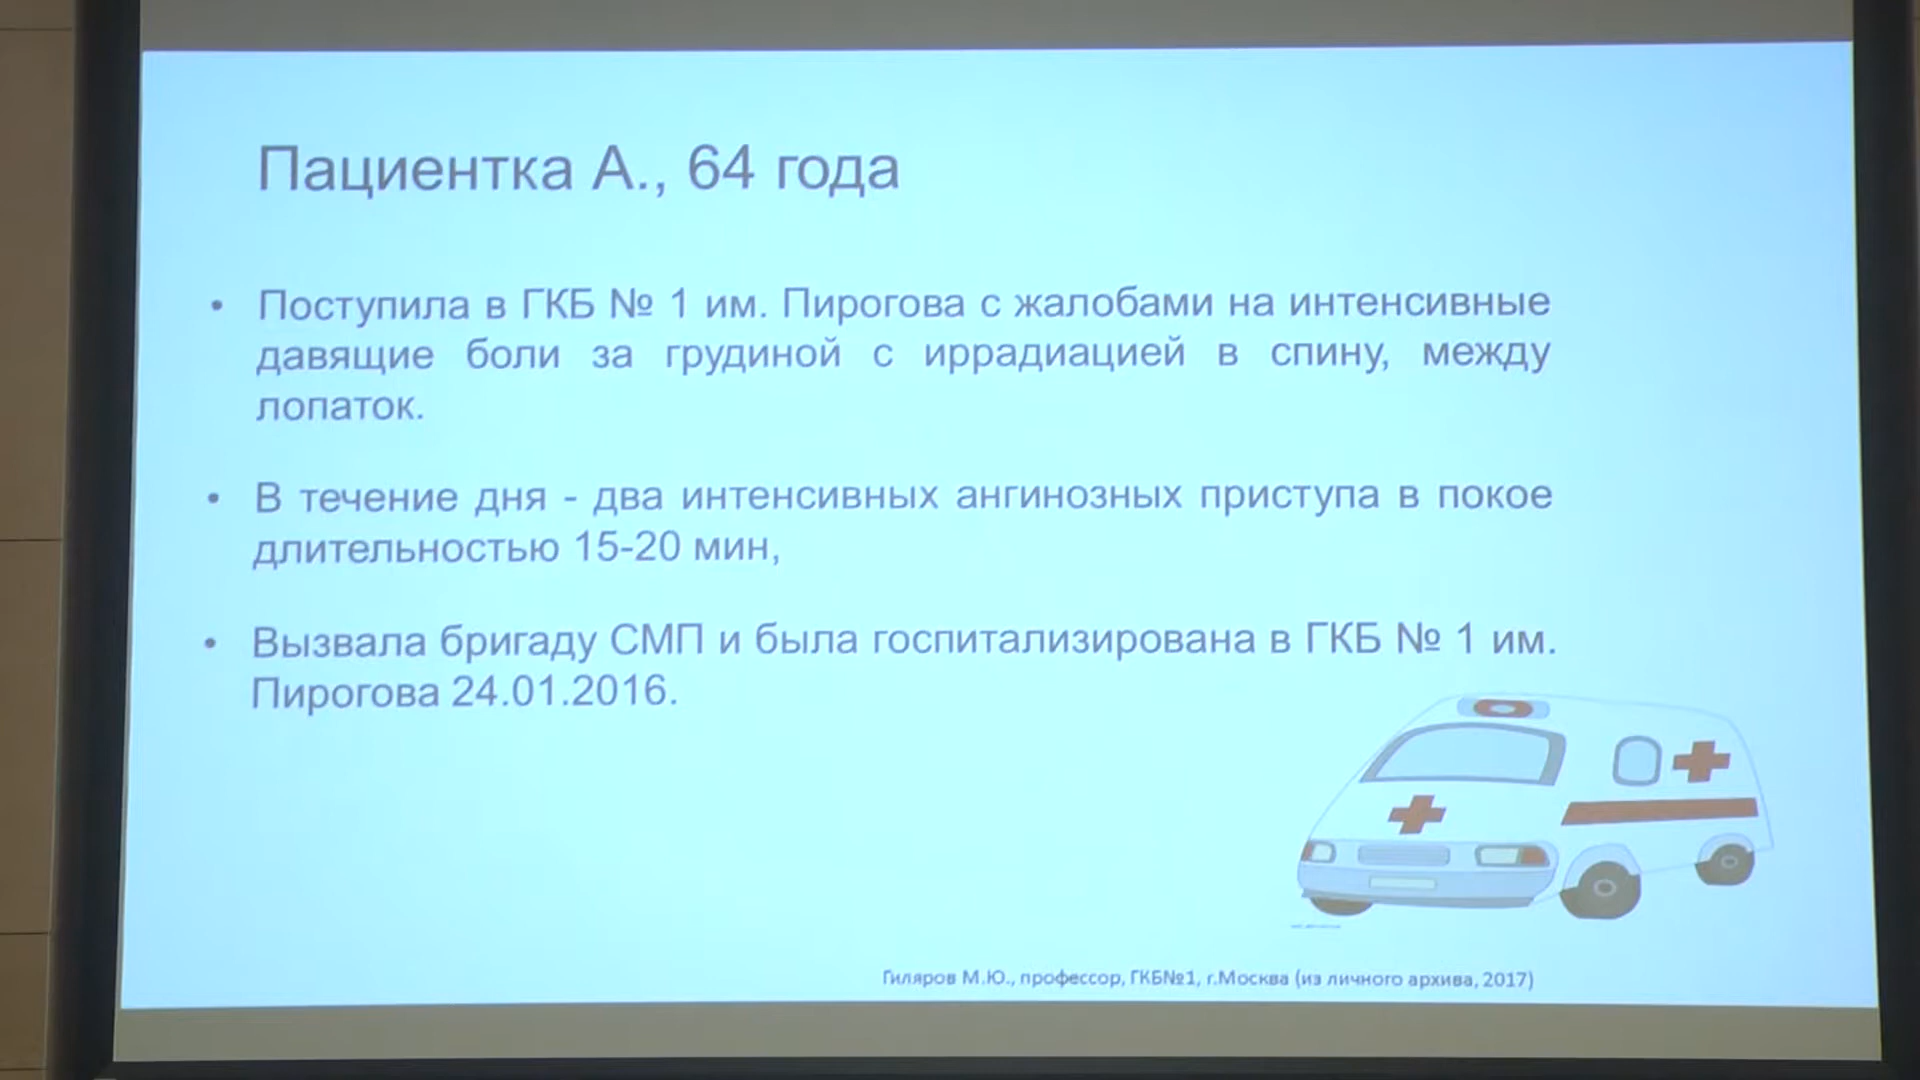 Пациентка А., 64 года
• Поступила в ГКБ № 1 им. Пирогова с жалобами на интенсивные
давящие боли за грудиной с иррадиацией в спину, между
лопаток.
• В течение дня - два интенсивных ангинозных приступа в покое
длительностью 15-20 мин,
• Вызвала бригаду СМП и была госпитализирована в ГКБ № 1 им.
Пирогова 24.01.2016.
Гиляров М.Ю., профессор, ГКБ№1, г.Москва (из личного архива, 2017)